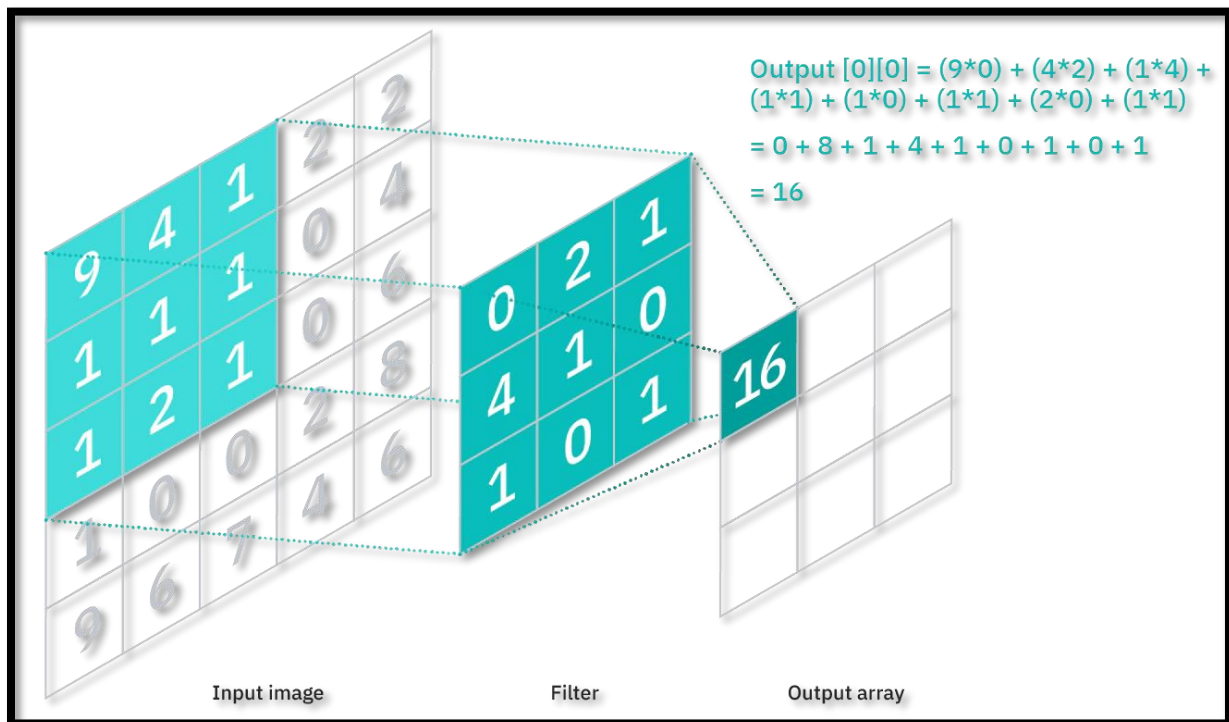 Output [0][0] = (9*0) + (4*2) + (1*4) +
(1*1) + (1*0) + (1*1) + (2*0) + (1*1)
= 0 + 8 + 1 + 4 + 1 + 0 + 1 + 0 + 1
= 16
9 4 1 2 2
1 1 1 0 4
1 2 1 0 6
1 0 0 2 8
9 6 7 4 6
0 2 1
4 1 0
1 0 1
16
Input image
Filter
Output array